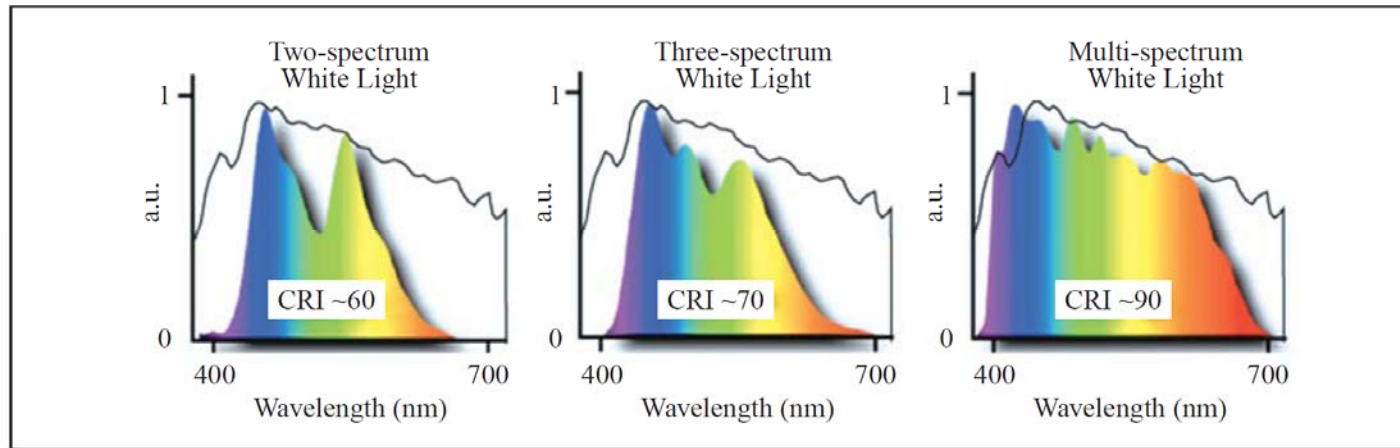 Two-spectrum
White Light
1
a.u.
CRI ~60
0
400
700
Wavelength (nm)
Three-spectrum
White Light
1
a.u.
CRI ~70
0
400
700
Wavelength (nm)
Multi-spectrum
White Light
1
a.u.
CRI ~90
0
400
700
Wavelength (nm)